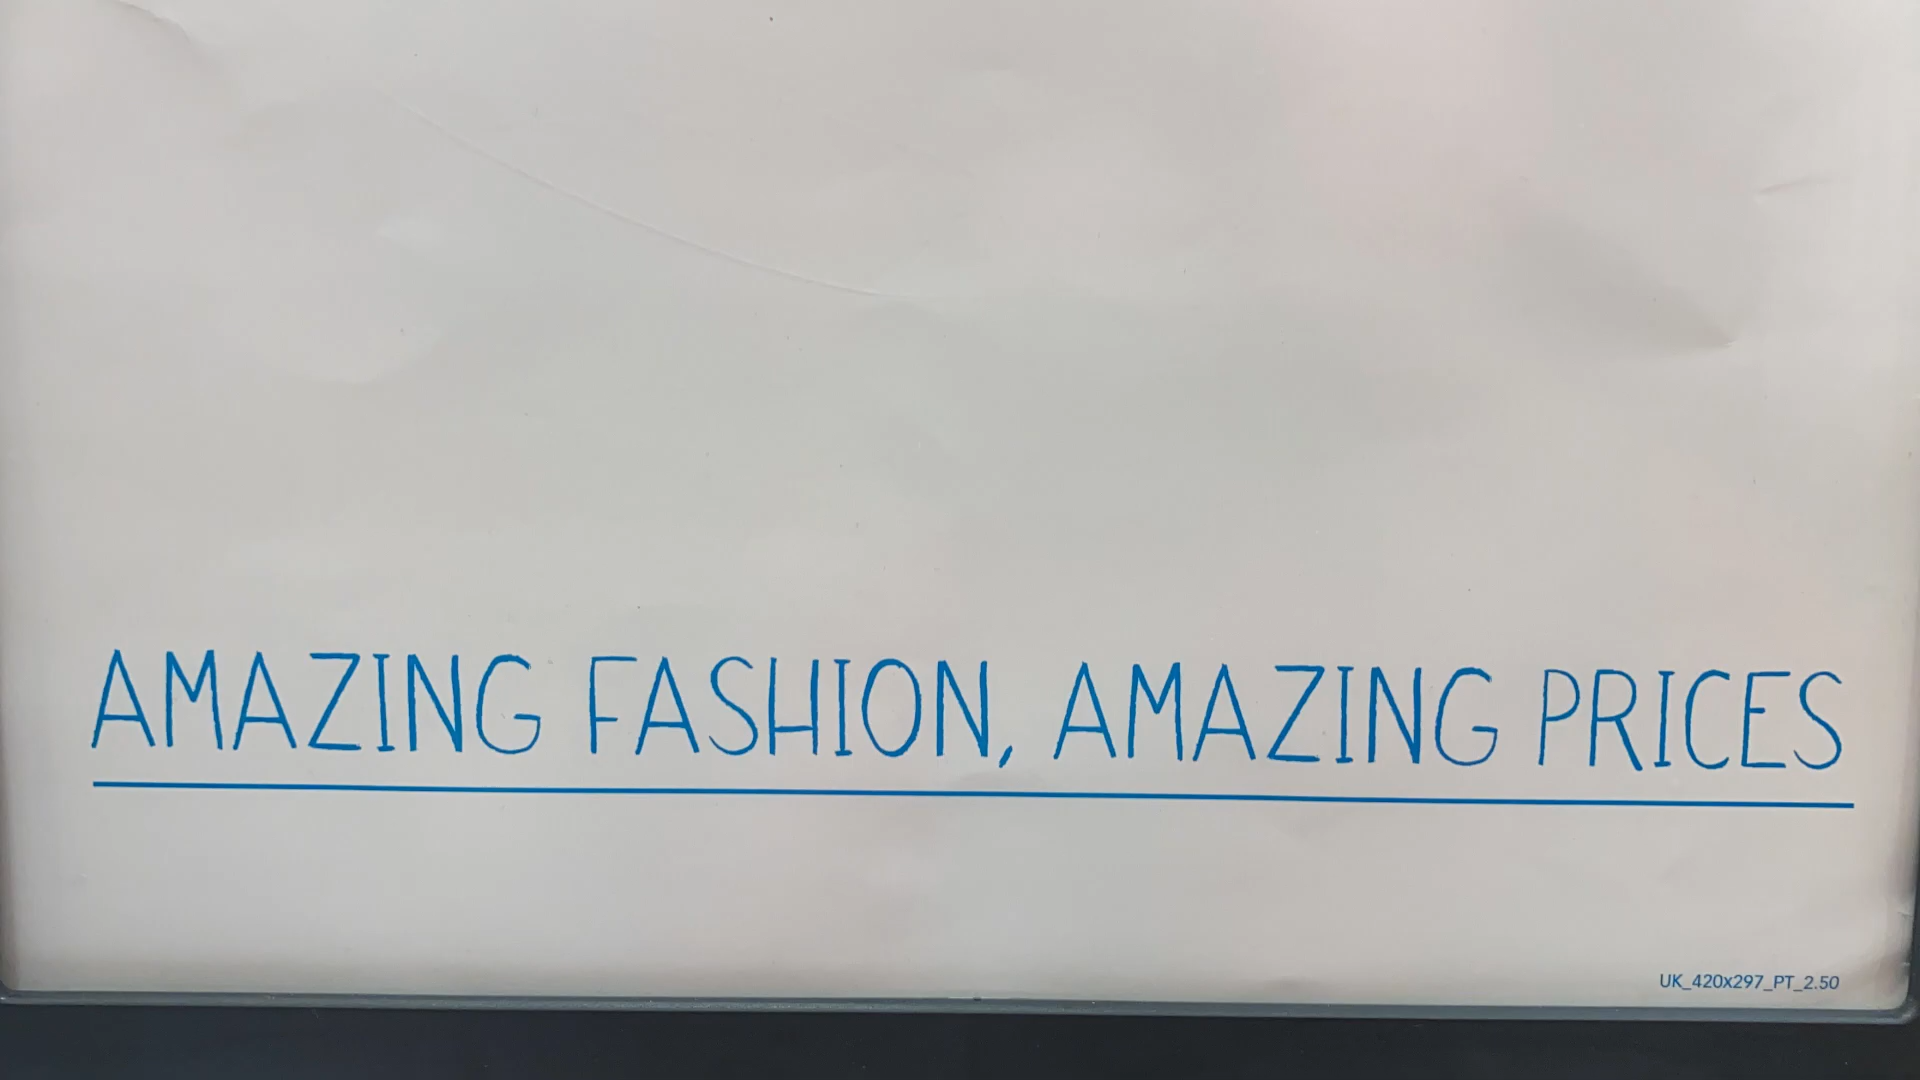 AMAZING FASHION, AMAZING PRICES
UK_420x297_PT_2.50